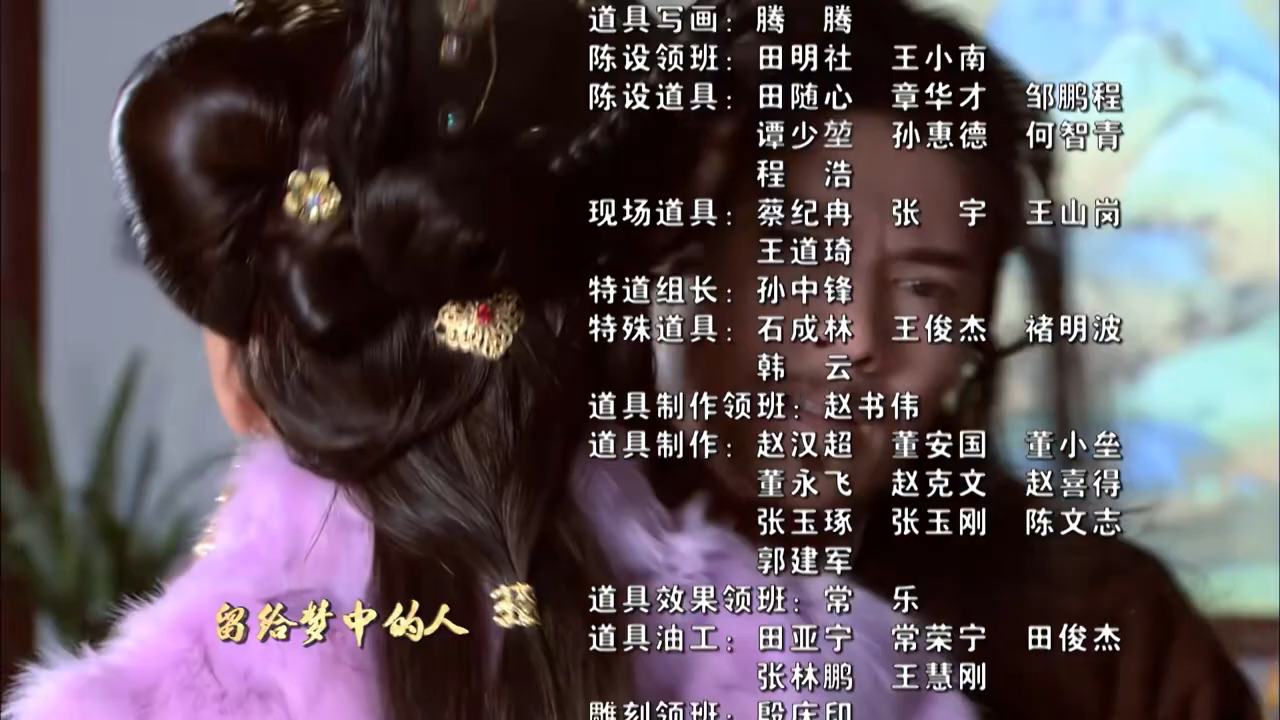 道具写画：腾　腾
陈设领班：田明社　王小南
陈设道具：田随心　章华才　邹鹏程
谭少堃　孙惠德　何智青
程　浩
现场道具：蔡纪冉　张　宇　王山岗
王道琦
特道组长：孙中锋
特殊道具：石成林　王俊杰　褚明波
韩　云
道具制作领班：赵书伟
道具制作：赵汉超　董安国　董小垒
董永飞　赵克文　赵喜得
张玉琢　张玉刚　陈文志
郭建军
道具效果领班：常　乐
留给梦中的人
道具油工：田亚宁　常荣宁　田俊杰
张林鹏　王慧刚
雕刻领班：殷庆印